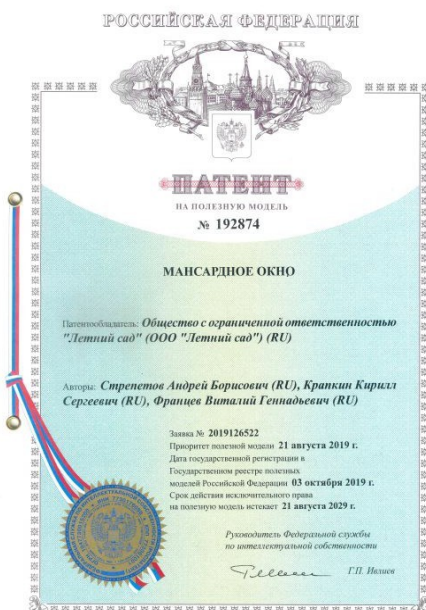 РОССИЙСКАЯ ФЕДЕРАЦИЯ
ПАТЕНТ
НА ПОЛЕЗНУЮ МОДЕЛЬ
№ 192874
МАНСАРДНОЕ ОКНО
Патентообладатель: Общество с ограниченной ответственностью
"Летний сад" (ООО "Летний сад") (RU)
Авторы: Стрепетов Андрей Борисович (RU), Крапкин Кирилл
Сергеевич (RU), Францев Виталий Геннадьевич (RU)
Заявка № 2019126522
Приоритет полезной модели 21 августа 2019 г.
Дата государственной регистрации в
Государственном реестре полезных
моделей Российской Федерации 03 октября 2019 г.
Срок действия исключительного права
на полезную модель истекает 21 августа 2029 г.
Руководитель Федеральной службы
по интеллектуальной собственности
Г.П. Ивлиев